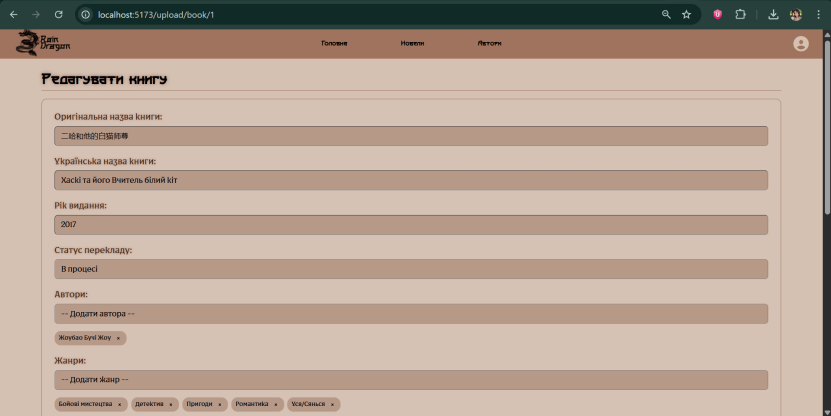 localhost:5173/upload/book/1
Rain
Dragon
Головна
Новели
Автори
Редагувати книгу
Оригінальна назва книги:
二哈和他的白猫师尊
Українська назва книги:
Хаскі та його Вчитель білий кіт
Рік видання:
2017
Статус перекладу:
В процесі
Автори:
-- Додати автора --
Жоубао Бучі Жоу ×
Жанри:
-- Додати жанр --
Бойові мистецтва × Детектив × Пригоди × Романтика × Уся/Сянься ×